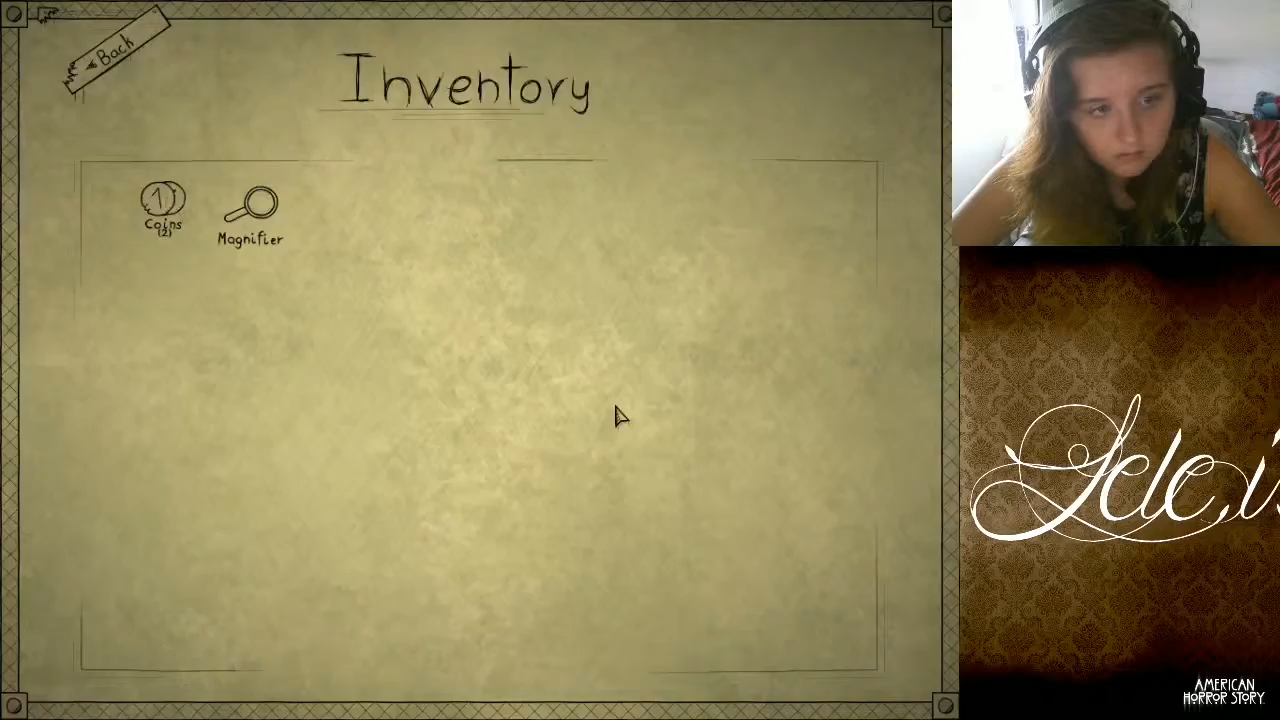 Back
Inventory
1
Coins
(2)
Magnifier
AMERICAN
HORROR STORY